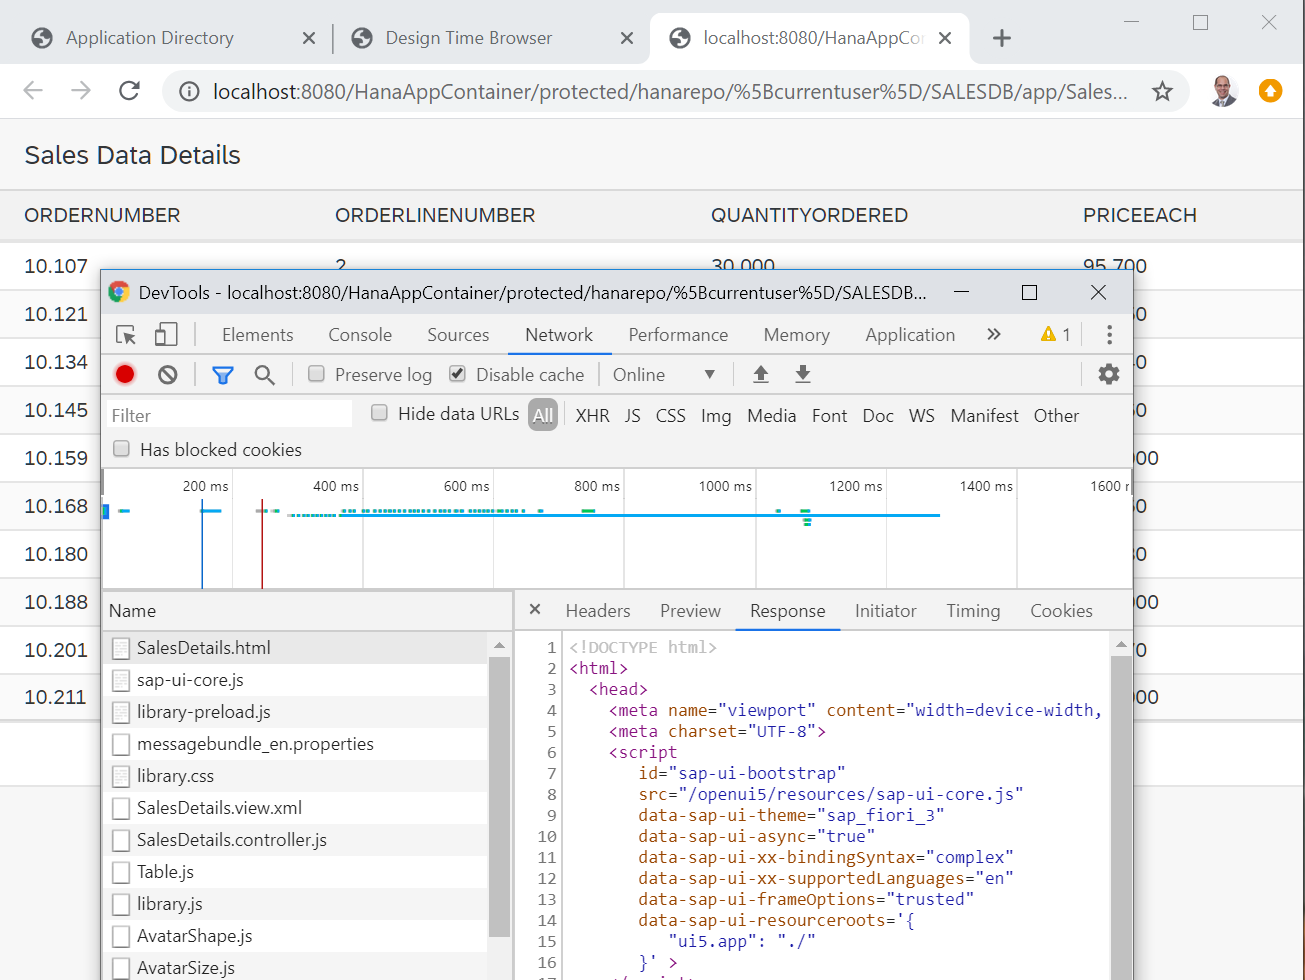 Application Directory
Design Time Browser
localhost:8080/HanaAppCon
localhost:8080/HanaAppContainer/protected/hanarepo/%5Bcurrentuser%5D/SALESDB/app/Sales...
Sales Data Details
ORDERNUMBER ORDERLINENUMBER QUANTITYORDERED PRICEEACH
10.107 2 30.000 95.700
DevTools - localhost:8080/HanaAppContainer/protected/hanarepo/%5Bcurrentuser%5D/SALESDB...
10.121 0
Elements Console Sources Network Performance Memory Application » 1
10.134 0
Preserve log Disable cache Online
10.145 0
Filter Hide data URLs All XHR JS CSS Img Media Font Doc WS Manifest Other
Has blocked cookies
10.159 00
200 ms 400 ms 600 ms 800 ms 1000 ms 1200 ms 1400 ms 1600 
10.168 0
10.180 0
10.188 00
Name
Headers Preview Response Initiator Timing Cookies
10.201 0
10.211 00
SalesDetails.html
sap-ui-core.js
library-preload.js
messagebundle_en.properties
library.css
SalesDetails.view.xml
SalesDetails.controller.js
Table.js
library.js
AvatarShape.js
AvatarSize.js
1 <!DOCTYPE html>
2 <html>
3 <head>
4 <meta name="viewport" content="width=device-width,
5 <meta charset="UTF-8">
6 <script
7 id="sap-ui-bootstrap"
8 src="/openui5/resources/sap-ui-core.js"
9 data-sap-ui-theme="sap_fiori_3"
10 data-sap-ui-async="true"
11 data-sap-ui-xx-bindingSyntax="complex"
12 data-sap-ui-xx-supportedLanguages="en"
13 data-sap-ui-frameOptions="trusted"
14 data-sap-ui-resourceroots='{
15 "ui5.app": "./"
16 }' >